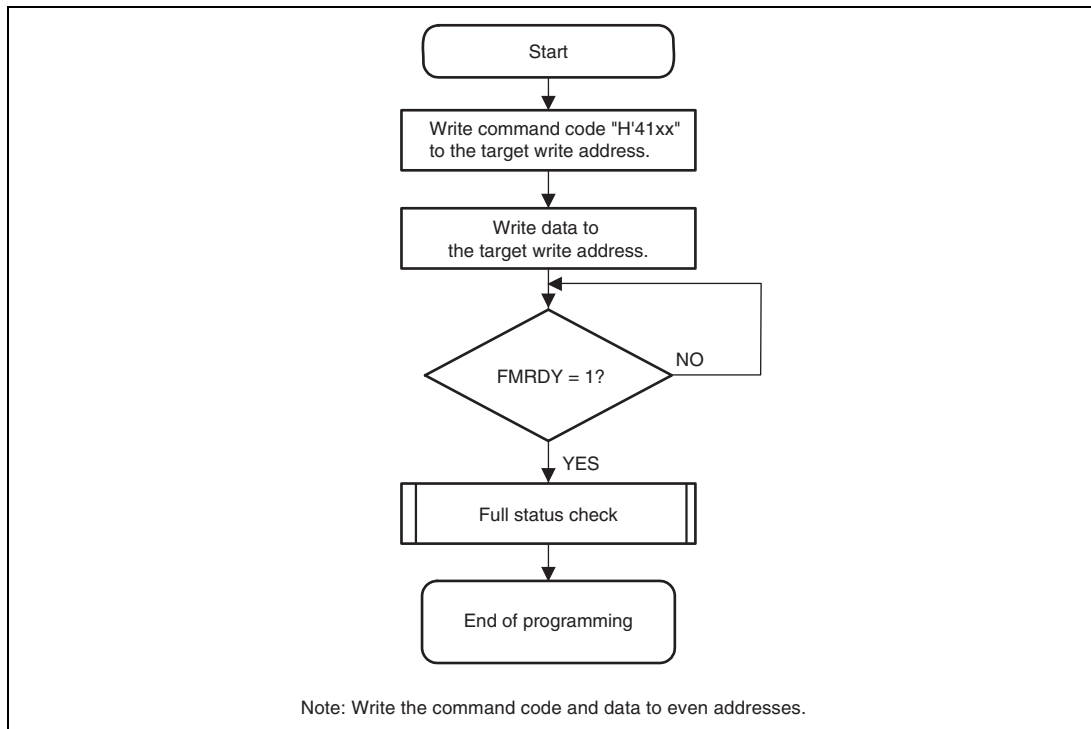 Start
Write command code "H'41xx"
to the target write address.
Write data to
the target write address.
FMRDY = 1?
NO
YES
Full status check
End of programming
Note: Write the command code and data to even addresses.